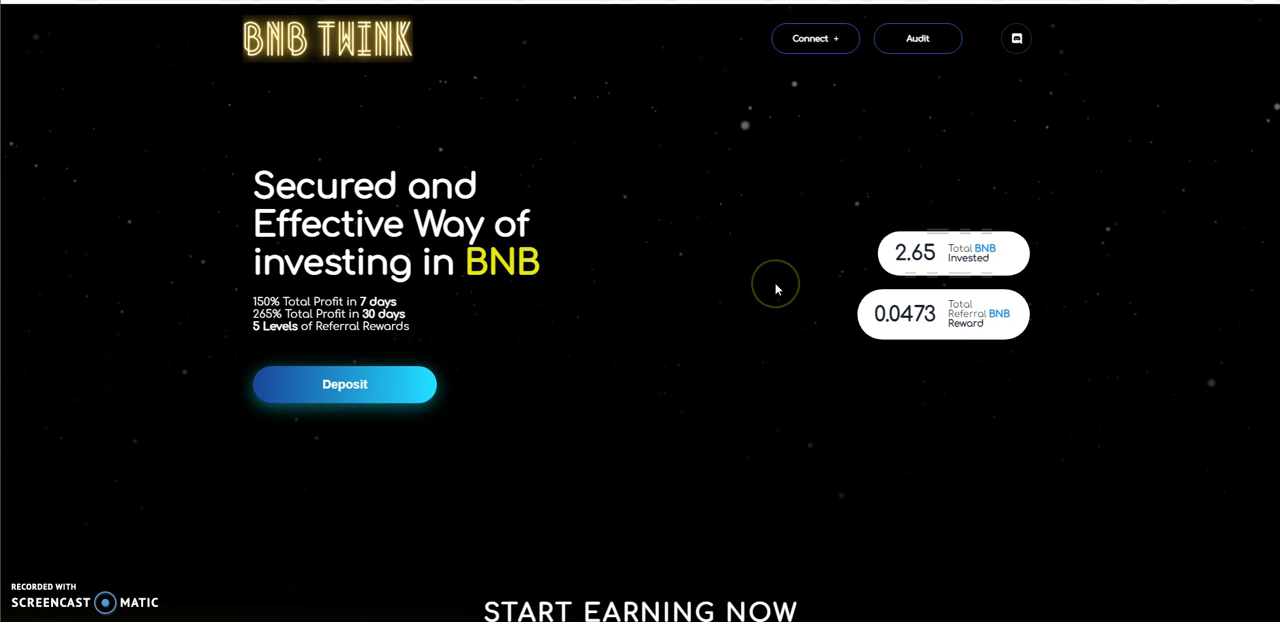 BNB TWINK
Connect +
Audit
Secured and
Effective Way of
investing in BNB
150% Total Profit in 7 days
265% Total Profit in 30 days
5 Levels of Referral Rewards
Deposit
2.65
Total BNB
Invested
0.0473
Total
Referral BNB
Reward
START EARNING NOW
RECORDED WITH
SCREENCAST MATIC